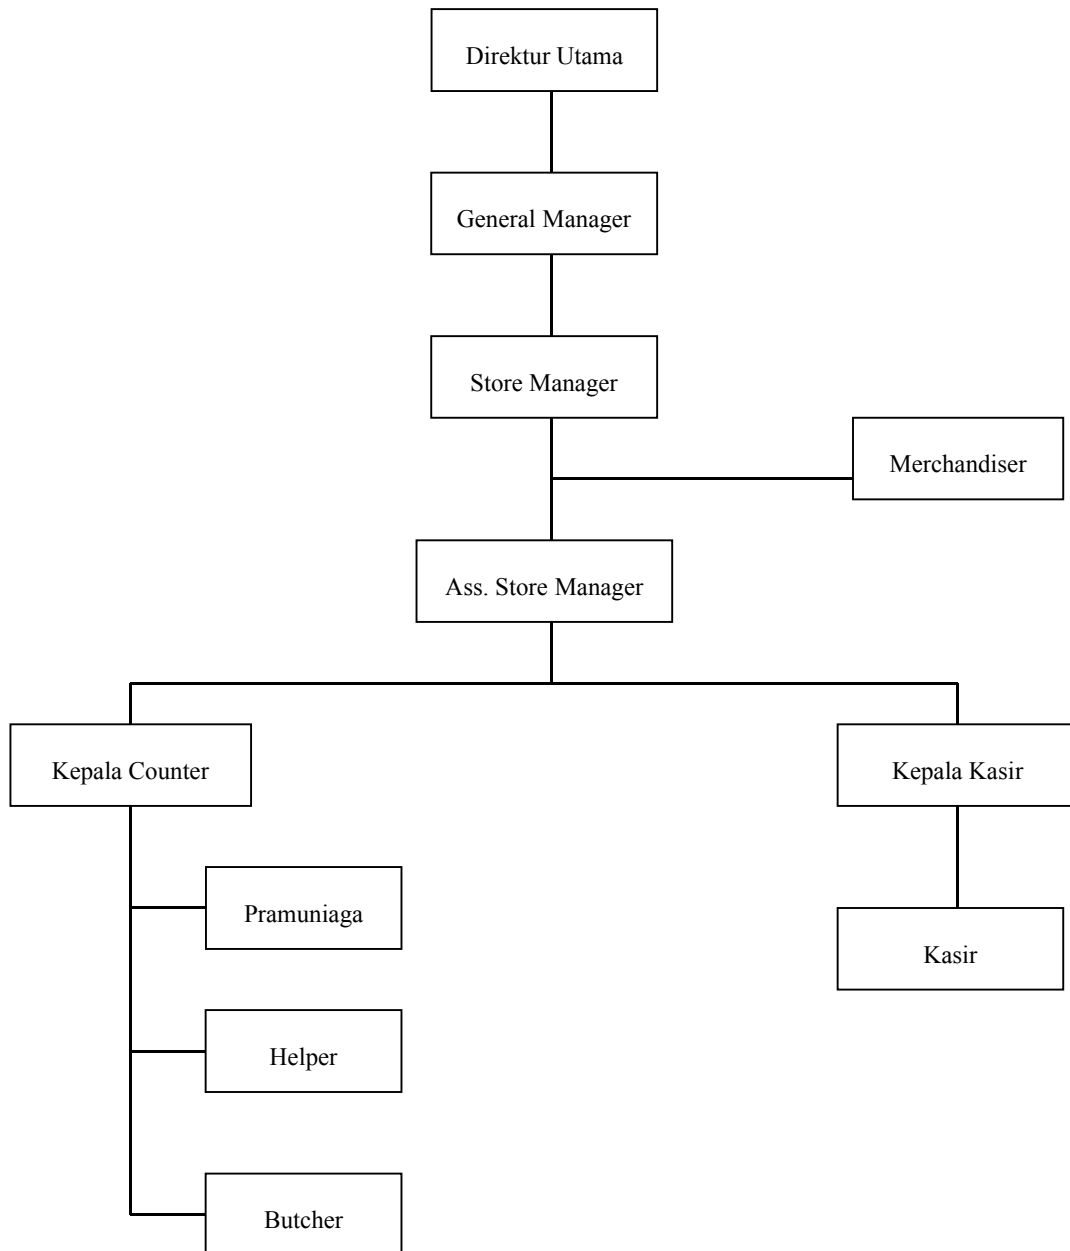 Direktur Utama
General Manager
Store Manager
Merchandiser
Ass. Store Manager
Kepala Counter
Kepala Kasir
Pramuniaga
Kasir
Helper
Butcher